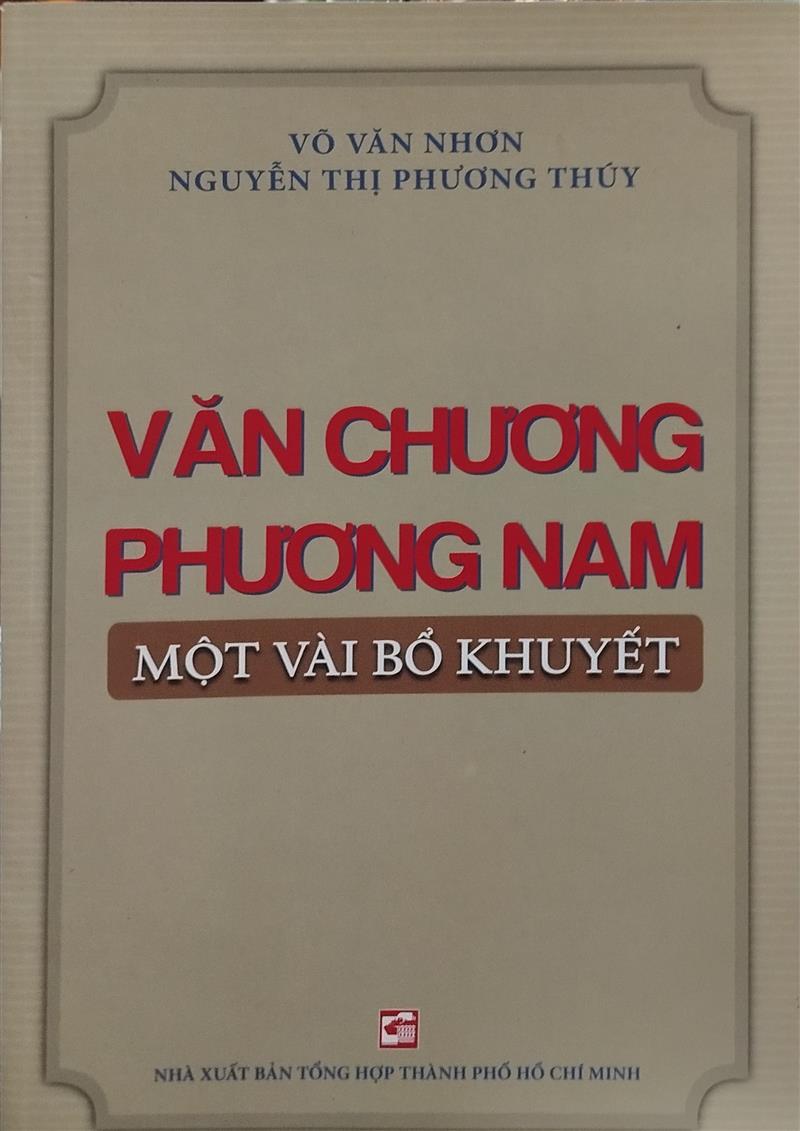 VÕ VĂN NHƠN
NGUYỄN THỊ PHƯƠNG THÚY
VĂN CHƯƠNG
PHƯƠNG NAM
MỘT VÀI BỔ KHUYẾT
NHÀ XUẤT BẢN TỔNG HỢP THÀNH PHỐ HỒ CHÍ MINH